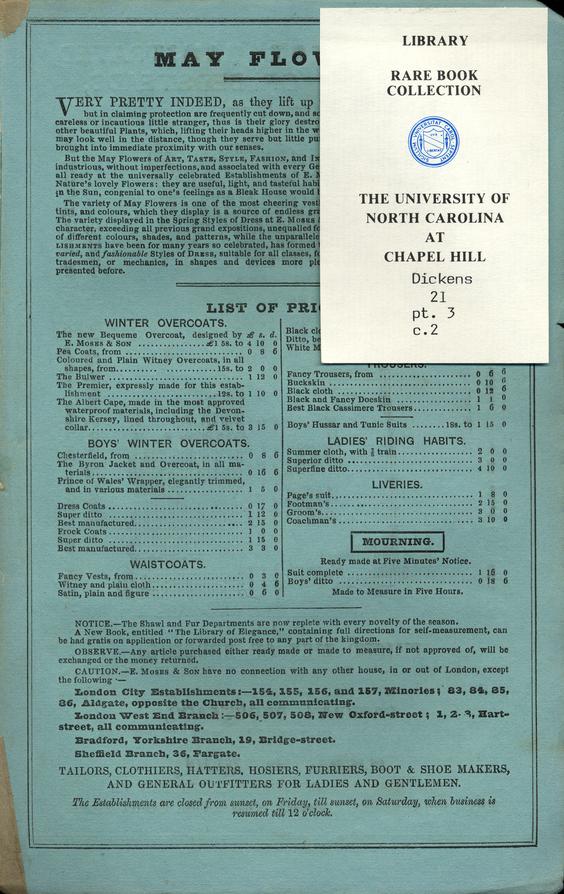 MAY FLOW
VERY PRETTY INDEED, as they lift up
but in claiming protection are frequently cut down, and so
careless or incautious little stranger, thus is their glory destro
other beautiful Plants, which, lifting their heads higher in the w
may look well in the distance, though they serve but little pu
brought into immediate proximity with our senses.
But the May Flowers of ART, TASTE, STYLE, FASHION, and IN
industrious, without imperfections, and associated with every Ge
all ready at the universally celebrated Establishments of E. M
Nature's lovely Flowers: they are useful, light, and tasteful habi
in the Sun, congenial to one's feelings as a Bleak House would b
The variety of May Flowers is one of the most cheering vesti
tints, and colours, which they display is a source of endless gra
The variety displayed in the Spring Styles of Dress at E. MOSES &
character, exceeding all previous grand expositions, unequalled fo
of different colours, shades, and patterns, while the unparallele
LISHMENTS have been for many years so celebrated, has formed t
varied, and fashionable Styles of DRESS, suitable for all classes, f
tradesmen, or mechanics, in shapes and devices more ple
presented before.
LIBRARY
RARE BOOK
COLLECTION
THE UNIVERSITY OF
NORTH CAROLINA
AT
CHAPEL HILL
Dickens
21
pt. 3
c.2
LIST OF PRI
WINTER OVERCOATS.
The new Bequeme Overcoat, designed by £ s. d.
E. MOSES & SON ............£1 5s. to 4 10 0
Pea Coats, from ........................ 0 8 6
Coloured and Plain Witney Overcoats, in all
shapes, from........................15s. to 2 0 0
The Bulwer .............................. 1 12 0
The Premier, expressly made for this estab-
lishment ..............................12s. to 1 10 0
The Albert Cape, made in the most approved
waterproof materials, including the Devon-
shire Kersey, lined throughout, and velvet
collar..............................£1 5s. to 3 15 0
BOYS' WINTER OVERCOATS.
Chesterfield, from ........................ 0 8 6
The Byron Jacket and Overcoat, in all ma-
terials.................................... 0 16 6
Prince of Wales' Wrapper, elegantly trimmed,
and in various materials .................. 1 5 0
Dress Coats .............................. 0 17 0
Super ditto .............................. 1 12 0
Best manufactured........................ 2 15 0
Frock Coats .............................. 1 0 0
Super ditto .............................. 1 15 0
Best manufactured........................ 3 3 0
WAISTCOATS.
Fancy Vests, from........................ 0 3 0
Witney and plain cloth.................... 0 4 6
Satin, plain and figure .................... 0 6 0
Black clo
Ditto, be
White M
TROUSERS.
Fancy Trousers, from .................... 0 6 6
Buckskin ................................ 0 10 6
Black cloth .............................. 0 12 6
Black and Fancy Doeskin ................ 1 1 0
Best Black Cassimere Trousers............ 1 6 0
Boys' Hussar and Tunic Suits ........18s. to 1 15 0
LADIES' RIDING HABITS.
Summer cloth, with train ................ 2 0 0
Superior ditto ............................ 3 0 0
Superfine ditto............................ 4 10 0
LIVERIES.
Page's suit................................ 1 8 0
Footman's................................ 2 15 0
Groom's.................................. 3 0 0
Coachman's.............................. 3 10 0
MOURNING.
Ready made at Five Minutes' Notice.
Suit complete ............................ 1 16 0
Boys' ditto .............................. 0 18 6
Made to Measure in Five Hours.
NOTICE.—The Shawl and Fur Departments are now replete with every novelty of the season.
A New Book, entitled "The Library of Elegance," containing full directions for self-measurement, can
be had gratis on application or forwarded post free to any part of the kingdom.
OBSERVE.—Any article purchased either ready made or made to measure, if not approved of, will be
exchanged or the money returned.
CAUTION.—E. MOSES & SON have no connection with any other house, in or out of London, except
the following :—
London City Establishments:—154, 155, 156, and 157, Minories; 83, 84, 85,
86, Aldgate, opposite the Church, all communicating.
London West End Branch:—506, 507, 508, New Oxford-street; 1, 2, 3, Hart-
street, all communicating.
Bradford, Yorkshire Branch, 19, Bridge-street.
Sheffield Branch, 36, Fargate.
TAILORS, CLOTHIERS, HATTERS, HOSIERS, FURRIERS, BOOT & SHOE MAKERS,
AND GENERAL OUTFITTERS FOR LADIES AND GENTLEMEN.
The Establishments are closed from sunset, on Friday, till sunset, on Saturday, when business is
resumed till 12 o'clock.